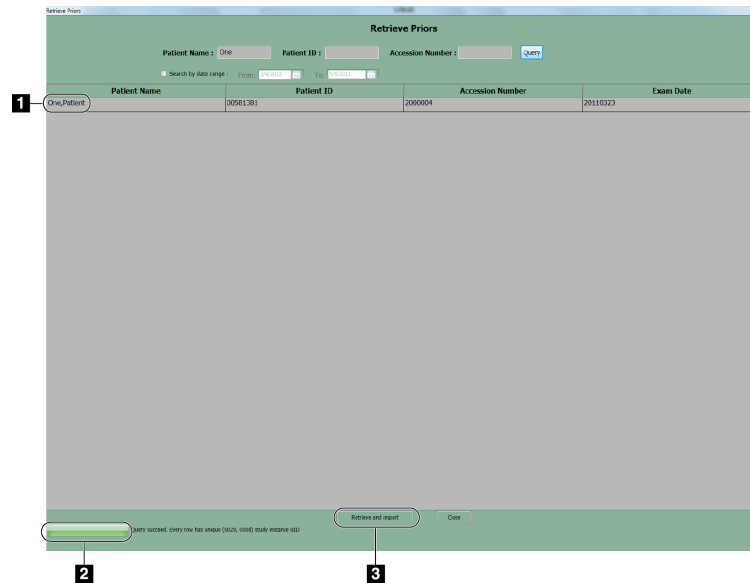 Retrieve Priors
Retrieve Priors
Patient Name : One Patient ID : Accession Number : Query
Search by date range : From: To:
Patient Name Patient ID Accession Number Exam Date
1 One,Patient 00581381 2000004 20110323
Retrieve and Import Close
Query succeed. Every row has unique (0020, 000d) study instance UID
2 3